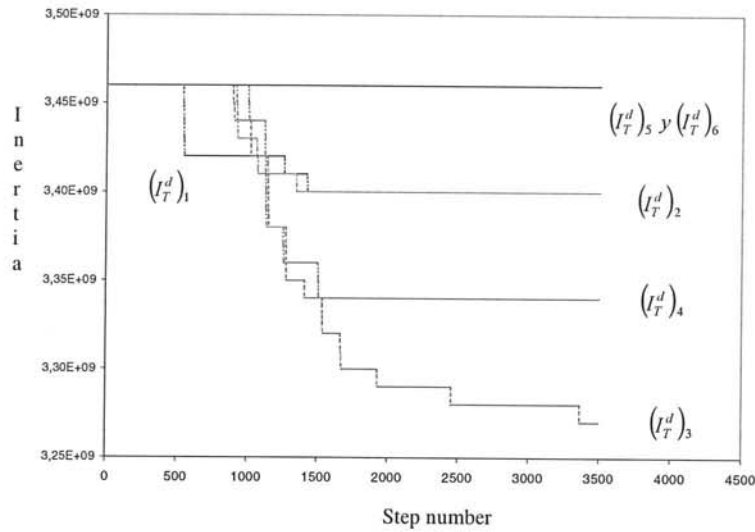 3,50E+09
3,45E+09
3,40E+09
3,35E+09
3,30E+09
3,25E+09
Inertia
(I_T^d)_1
(I_T^d)_5 y (I_T^d)_6
(I_T^d)_2
(I_T^d)_4
(I_T^d)_3
0 500 1000 1500 2000 2500 3000 3500 4000 4500
Step number